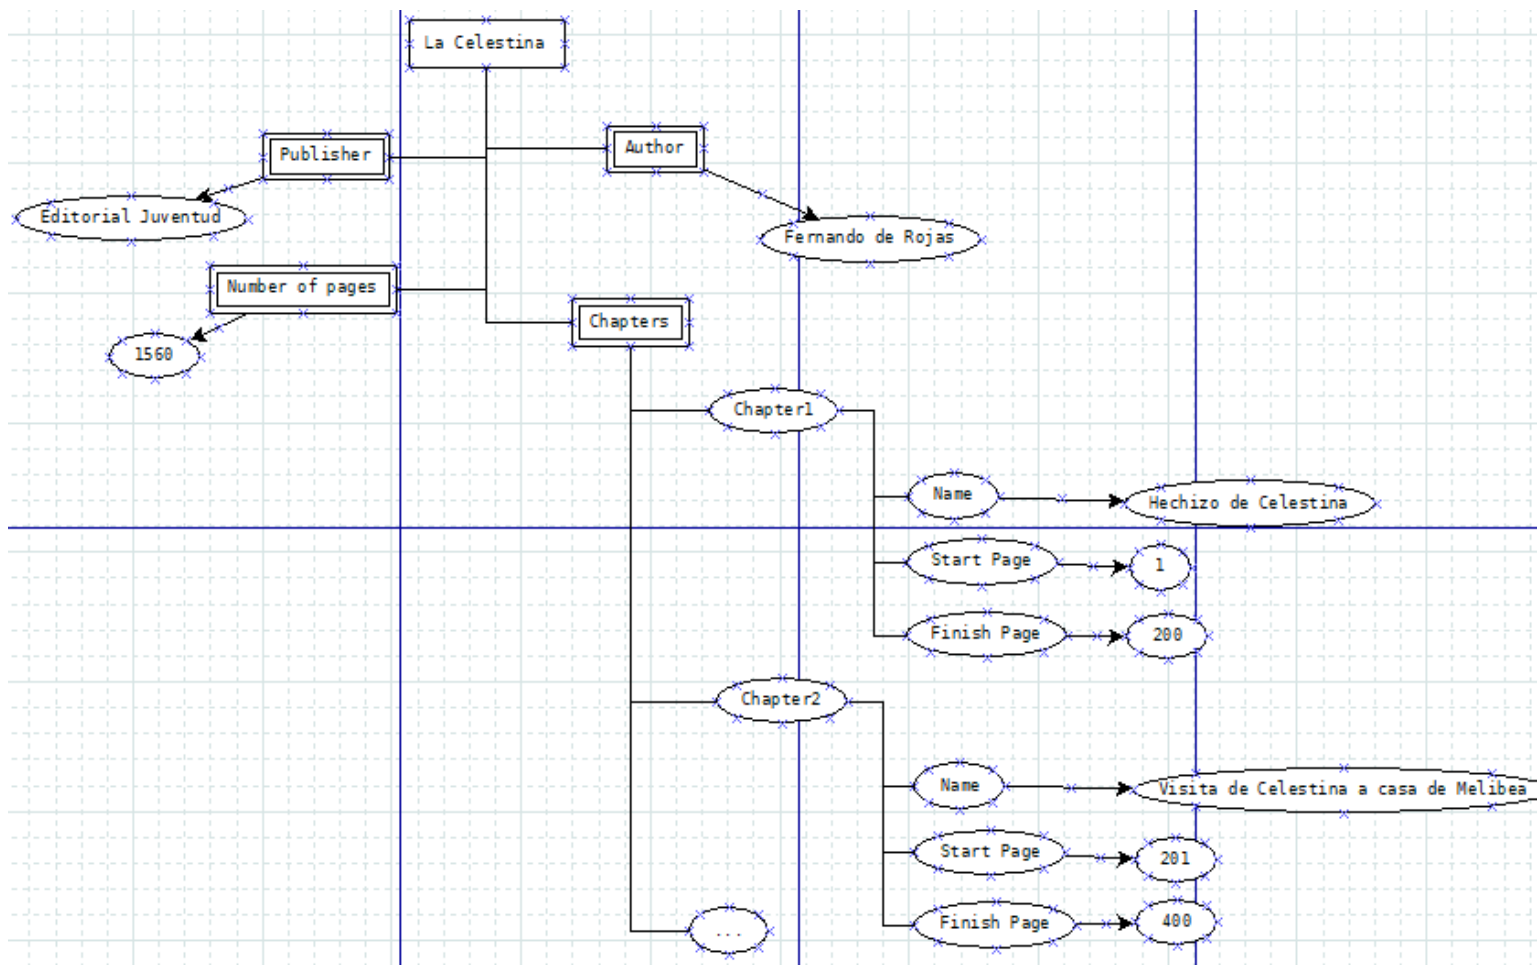 La Celestina
Publisher
Author
Editorial Juventud
Fernando de Rojas
Number of pages
Chapters
1560
Chapter1
Name
Hechizo de Celestina
Start Page
1
Finish Page
200
Chapter2
Name
Visita de Celestina a casa de Melibea
Start Page
201
Finish Page
400
...